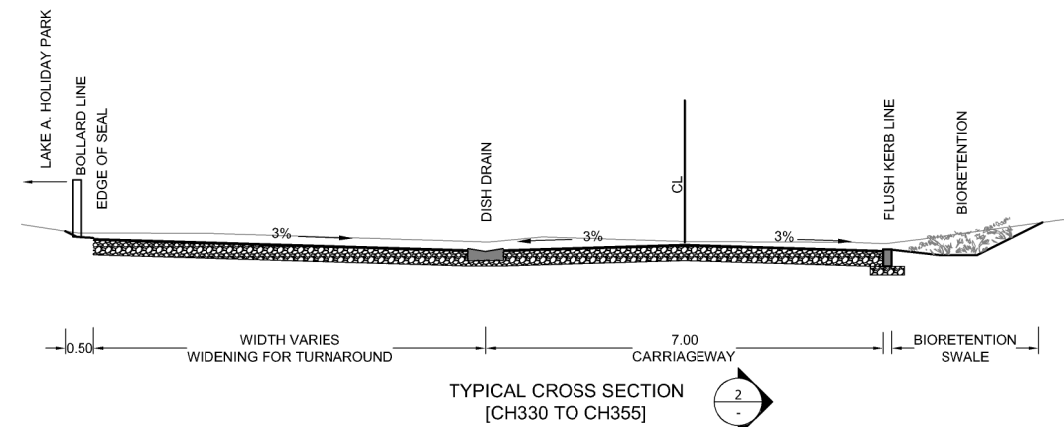 LAKE A. HOLIDAY PARK
BOLLARD LINE
EDGE OF SEAL
DISH DRAIN
CL
FLUSH KERB LINE
BIORETENTION
3%
3%
3%
0.50
WIDTH VARIES
WIDENING FOR TURNAROUND
7.00
CARRIAGEWAY
BIORETENTION
SWALE
TYPICAL CROSS SECTION
[CH330 TO CH355]
2
-